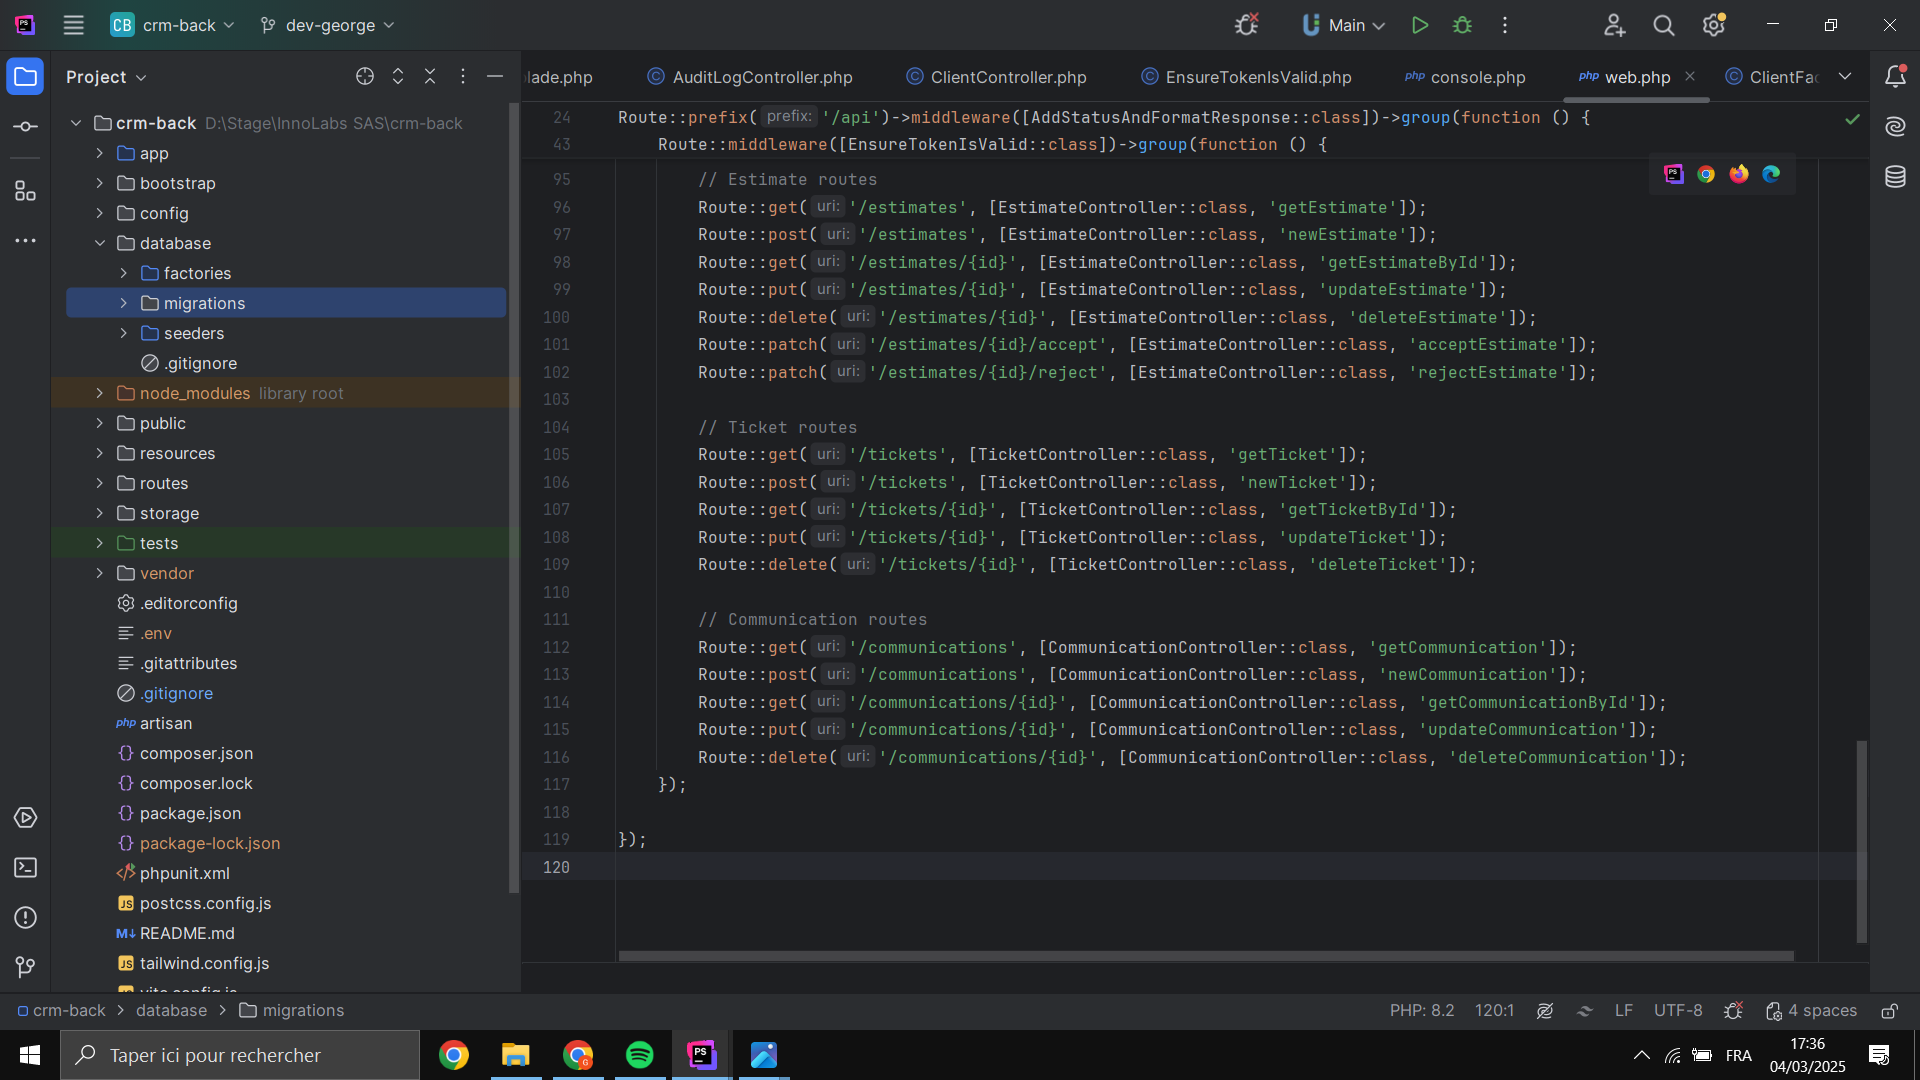 CB crm-back
dev-george
Main
Project
crm-back D:\Stage\InnoLabs SAS\crm-back
app
bootstrap
config
database
factories
migrations
seeders
.gitignore
node_modules library root
public
resources
routes
storage
tests
vendor
.editorconfig
.env
.gitattributes
.gitignore
php artisan
composer.json
composer.lock
package.json
package-lock.json
phpunit.xml
JS postcss.config.js
M↓ README.md
JS tailwind.config.js
vite.config.js
lade.php
AuditLogController.php
ClientController.php
EnsureTokenIsValid.php
php console.php
php web.php
ClientFac
24 Route::prefix( prefix: '/api')->middleware([AddStatusAndFormatResponse::class])->group(function () {
43 Route::middleware([EnsureTokenIsValid::class])->group(function () {
95 // Estimate routes
96 Route::get( uri: '/estimates', [EstimateController::class, 'getEstimate']);
97 Route::post( uri: '/estimates', [EstimateController::class, 'newEstimate']);
98 Route::get( uri: '/estimates/{id}', [EstimateController::class, 'getEstimateById']);
99 Route::put( uri: '/estimates/{id}', [EstimateController::class, 'updateEstimate']);
100 Route::delete( uri: '/estimates/{id}', [EstimateController::class, 'deleteEstimate']);
101 Route::patch( uri: '/estimates/{id}/accept', [EstimateController::class, 'acceptEstimate']);
102 Route::patch( uri: '/estimates/{id}/reject', [EstimateController::class, 'rejectEstimate']);
103
104 // Ticket routes
105 Route::get( uri: '/tickets', [TicketController::class, 'getTicket']);
106 Route::post( uri: '/tickets', [TicketController::class, 'newTicket']);
107 Route::get( uri: '/tickets/{id}', [TicketController::class, 'getTicketById']);
108 Route::put( uri: '/tickets/{id}', [TicketController::class, 'updateTicket']);
109 Route::delete( uri: '/tickets/{id}', [TicketController::class, 'deleteTicket']);
110
111 // Communication routes
112 Route::get( uri: '/communications', [CommunicationController::class, 'getCommunication']);
113 Route::post( uri: '/communications', [CommunicationController::class, 'newCommunication']);
114 Route::get( uri: '/communications/{id}', [CommunicationController::class, 'getCommunicationById']);
115 Route::put( uri: '/communications/{id}', [CommunicationController::class, 'updateCommunication']);
116 Route::delete( uri: '/communications/{id}', [CommunicationController::class, 'deleteCommunication']);
117 });
118
119 });
120
crm-back > database > migrations
PHP: 8.2 120:1 LF UTF-8 4 spaces
Taper ici pour rechercher
FRA
17:36
04/03/2025